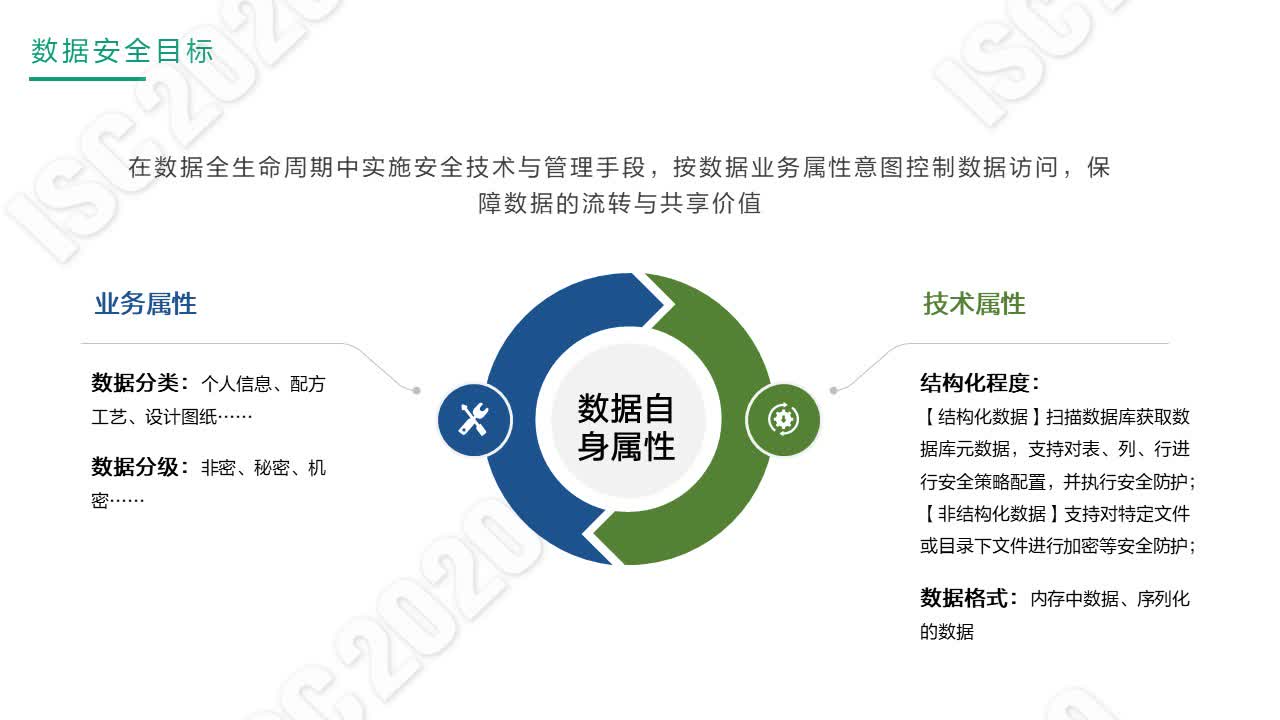 数据安全目标
在数据全生命周期中实施安全技术与管理手段，按数据业务属性意图控制数据访问，保
障数据的流转与共享价值
业务属性
数据分类：个人信息、配方
工艺、设计图纸……
数据分级：非密、秘密、机
密……
数据自
身属性
技术属性
结构化程度：
【结构化数据】扫描数据库获取数
据库元数据，支持对表、列、行进
行安全策略配置，并执行安全防护；
【非结构化数据】支持对特定文件
或目录下文件进行加密等安全防护；
数据格式：内存中数据、序列化
的数据
ISC 2020
ISC
ISC 2020